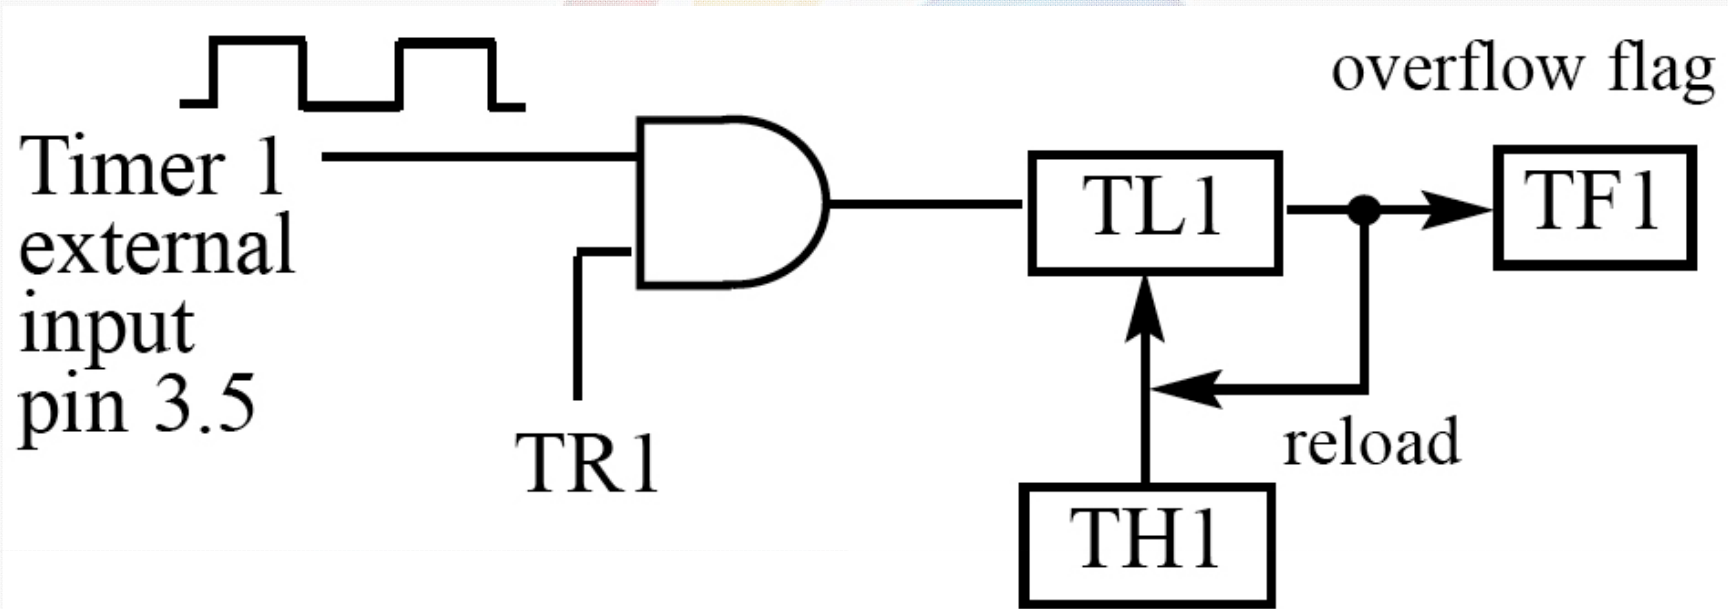 overflow flag
Timer 1
external
input
pin 3.5
TR1
TL1
TF1
reload
TH1